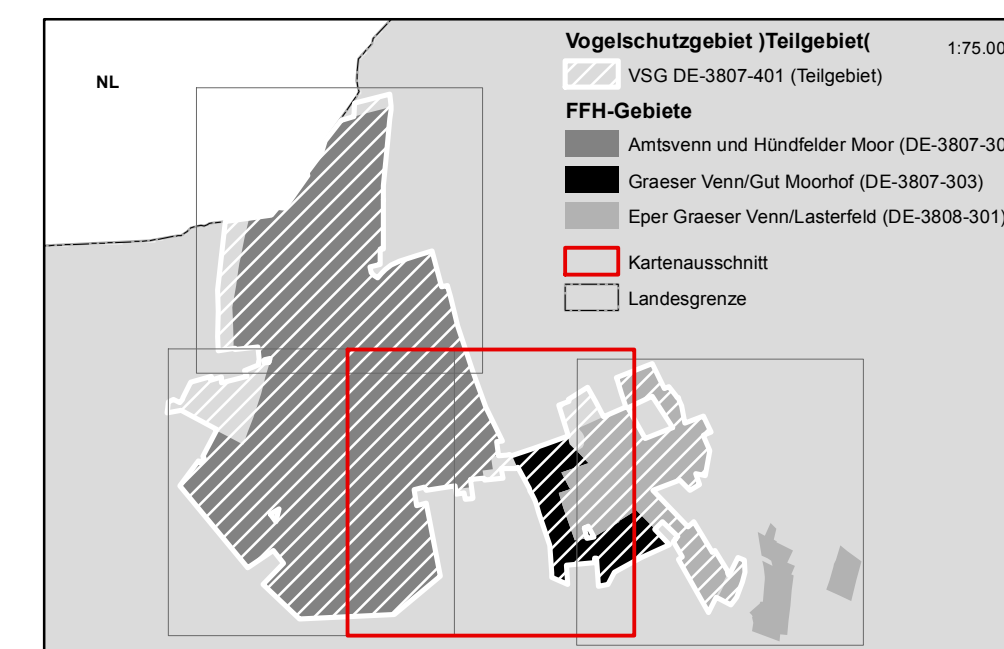 Vogelschutzgebiet )Teilgebiet(
1:75.00
NL
VSG DE-3807-401 (Teilgebiet)
FFH-Gebiete
Amtsvenn und Hündfelder Moor (DE-3807-30
Graeser Venn/Gut Moorhof (DE-3807-303)
Eper Graeser Venn/Lasterfeld (DE-3808-301)
Kartenausschnitt
Landesgrenze